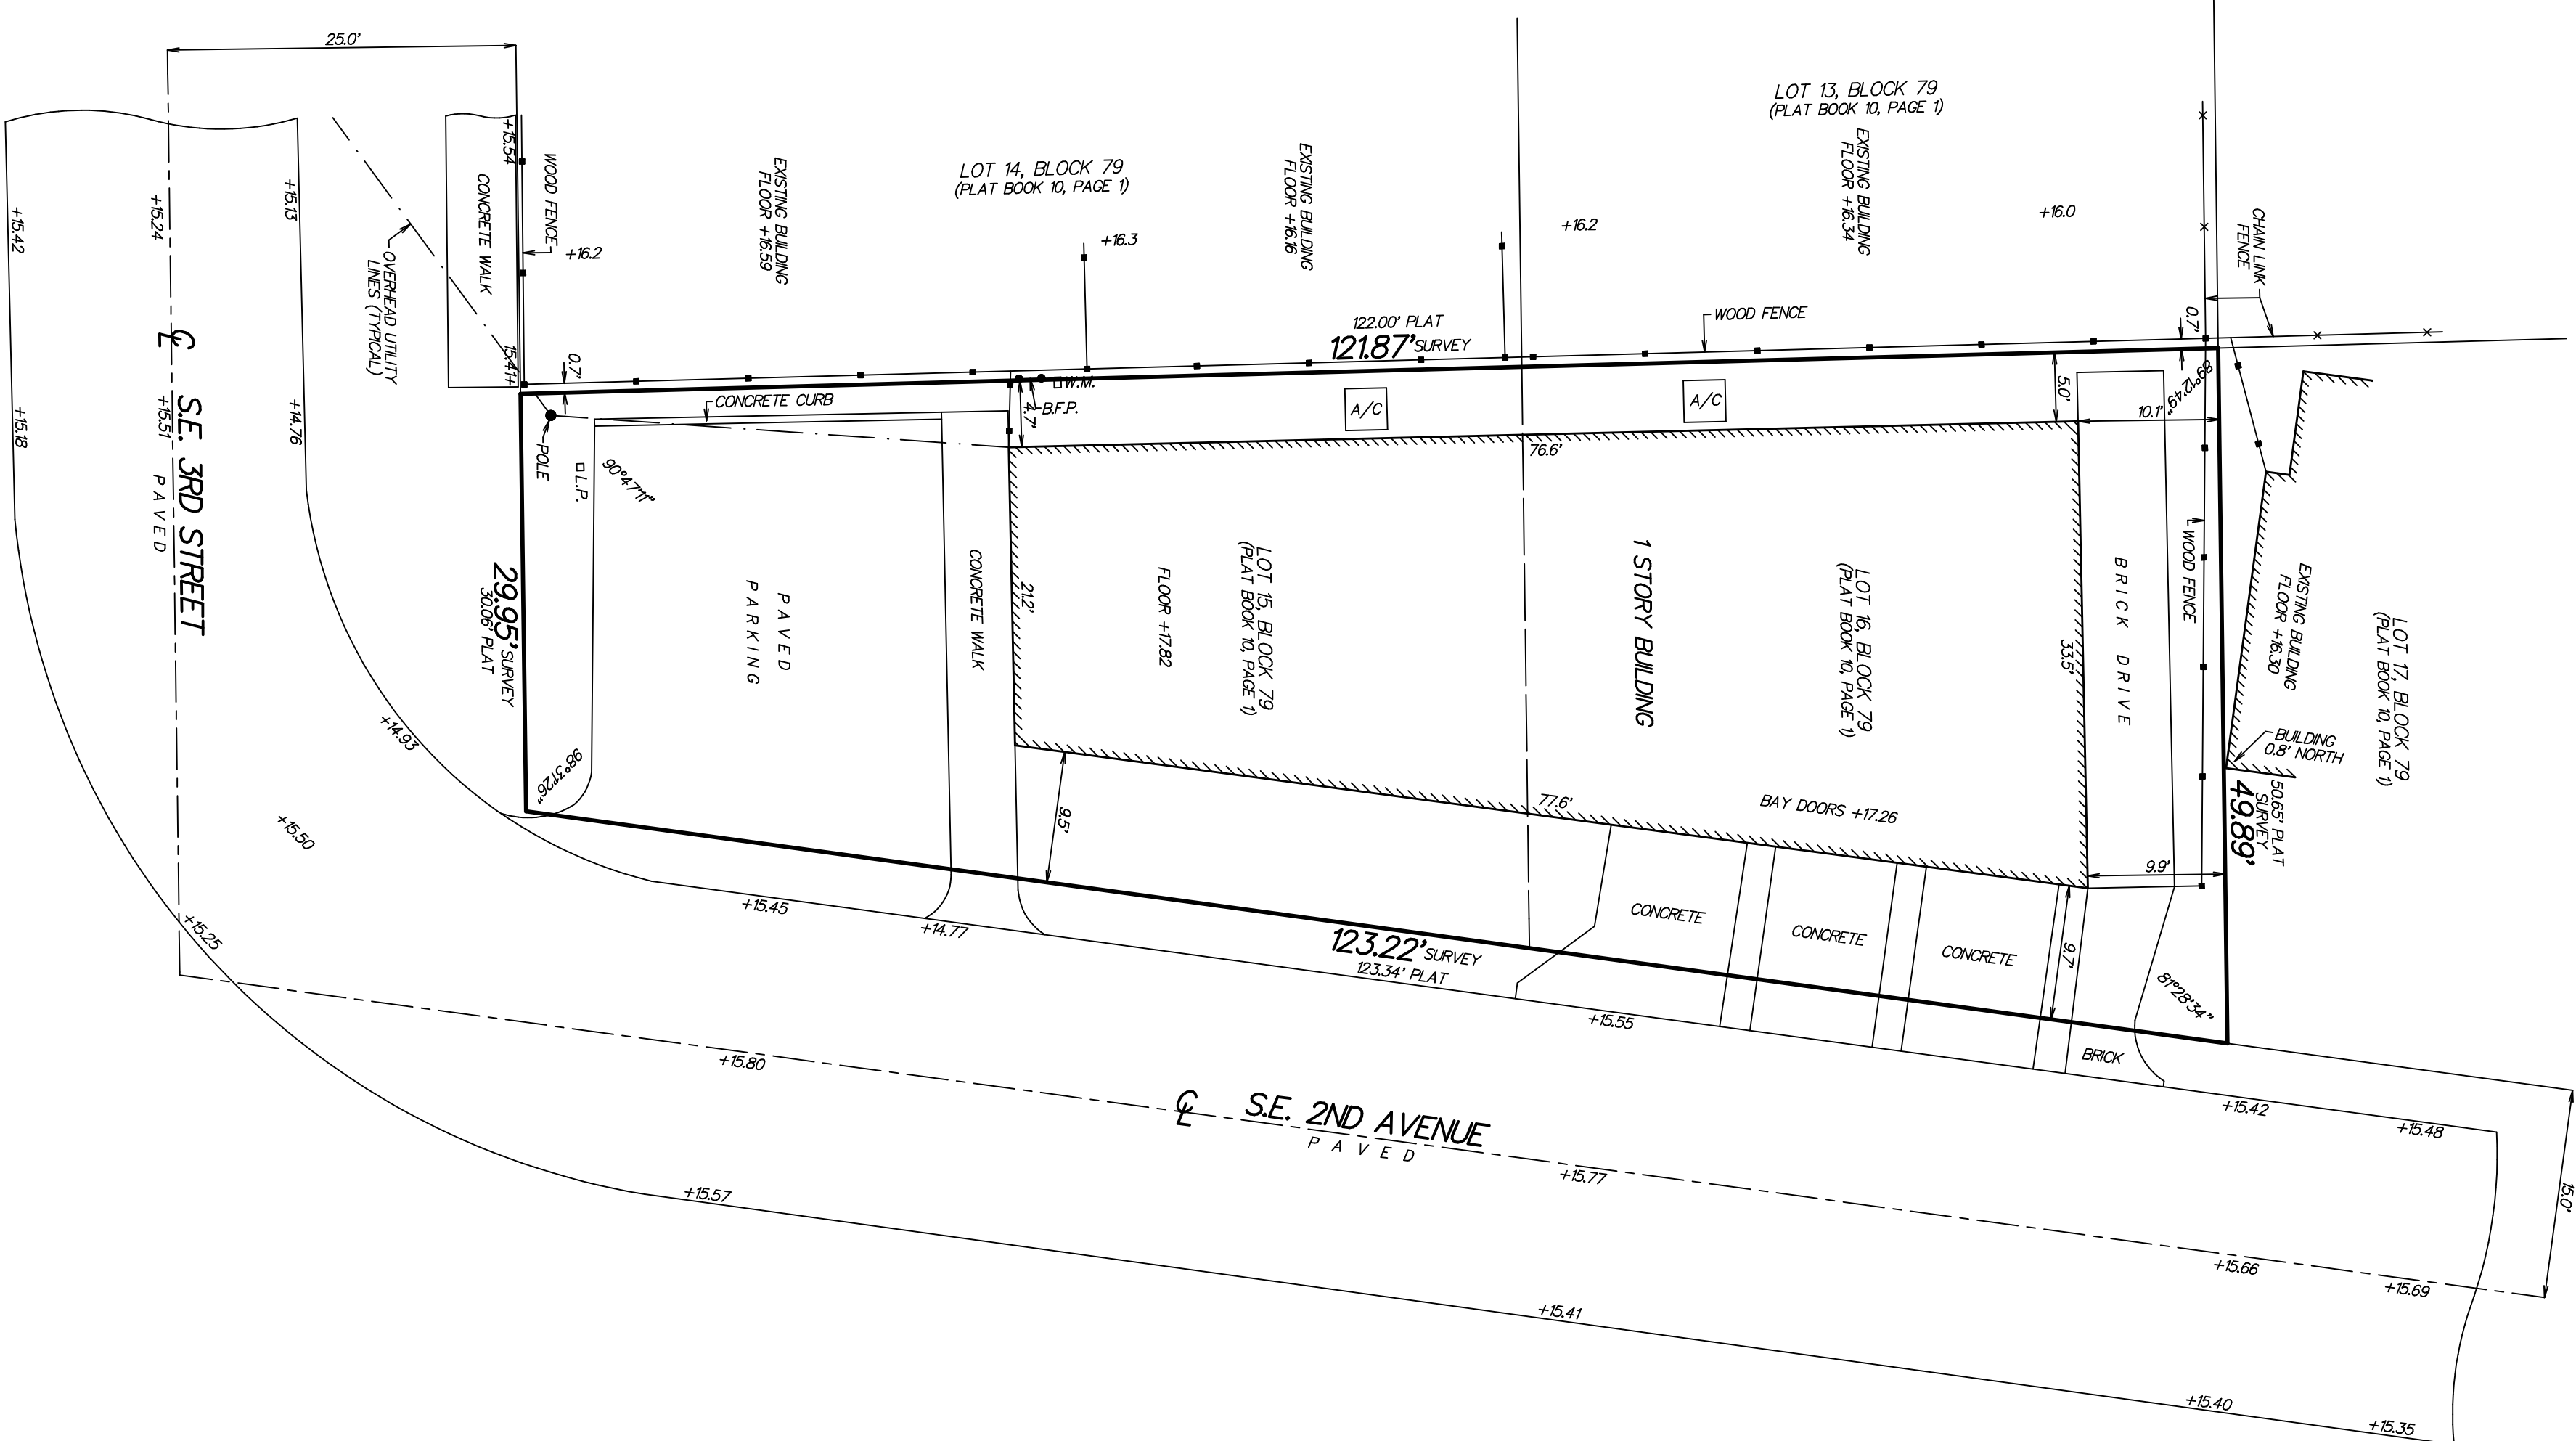 25.0'
LOT 13, BLOCK 79
(PLAT BOOK 10, PAGE 1)
EXISTING BUILDING
FLOOR +16.34
+16.0
+15.54
WOOD FENCE
CONCRETE WALK
+16.2
EXISTING BUILDING
FLOOR +16.59
LOT 14, BLOCK 79
(PLAT BOOK 10, PAGE 1)
+16.3
EXISTING BUILDING
FLOOR +16.16
+16.2
CHAIN LINK
FENCE
+15.42
+15.24
+15.13
OVERHEAD UTILITY
LINES (TYPICAL)
122.00' PLAT
121.87' SURVEY
WOOD FENCE
0.7'
15.41+
0.7'
CONCRETE CURB
W.M.
B.F.P.
4.7'
A/C
A/C
5.0'
89°12'49"
10.1'
℄ S.E. 3RD STREET
PAVED
+15.51
+15.18
+14.76
POLE
L.P.
90°47'11"
76.6'
29.95' SURVEY
30.06' PLAT
PAVED
PARKING
CONCRETE WALK
21.2'
FLOOR +17.82
LOT 15, BLOCK 79
(PLAT BOOK 10, PAGE 1)
1 STORY BUILDING
LOT 16, BLOCK 79
(PLAT BOOK 10, PAGE 1)
33.5'
BRICK DRIVE
WOOD FENCE
EXISTING BUILDING
FLOOR +16.30
LOT 17, BLOCK 79
(PLAT BOOK 10, PAGE 1)
BUILDING
0.8' NORTH
50.65' PLAT
SURVEY
49.89'
+14.93
98°31'26"
9.5'
77.6'
BAY DOORS +17.26
9.9'
+15.50
+15.25
+15.45
+14.77
123.22' SURVEY
123.34' PLAT
CONCRETE
CONCRETE
CONCRETE
9.7'
81°28'34"
+15.55
BRICK
+15.80
℄ S.E. 2ND AVENUE
PAVED
+15.42
+15.48
+15.77
15.0'
+15.57
+15.66
+15.69
+15.41
+15.40
+15.35